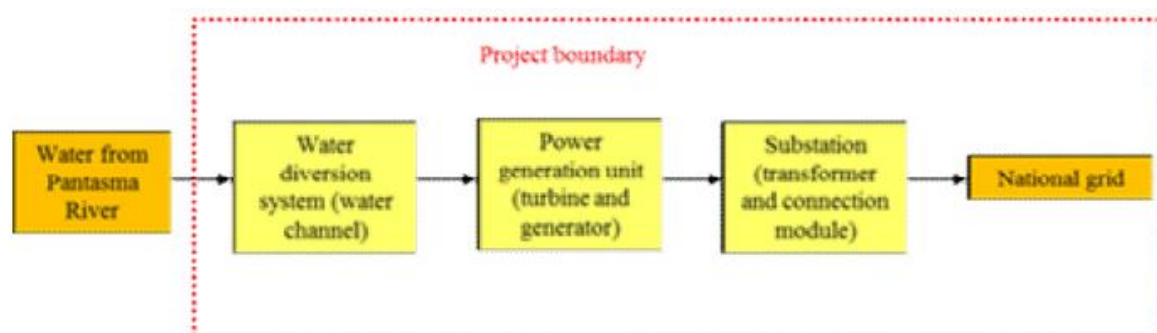 Project boundary
Water from
Pantasma
River
Water
diversion
system (water
channel)
Power
generation unit
(turbine and
generator)
Substation
(transformer
and connection
module)
National grid